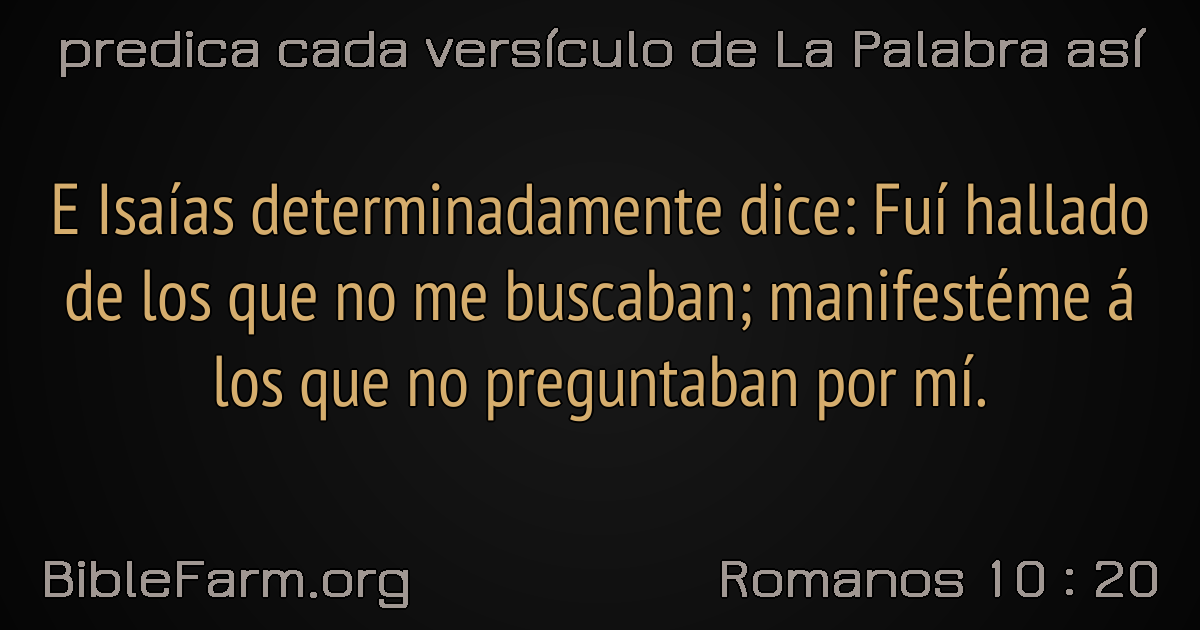 predica cada versículo de La Palabra así
E Isaías determinadamente dice: Fuí hallado
de los que no me buscaban; manifestéme á
los que no preguntaban por mí.
BibleFarm.org
Romanos 10 : 20